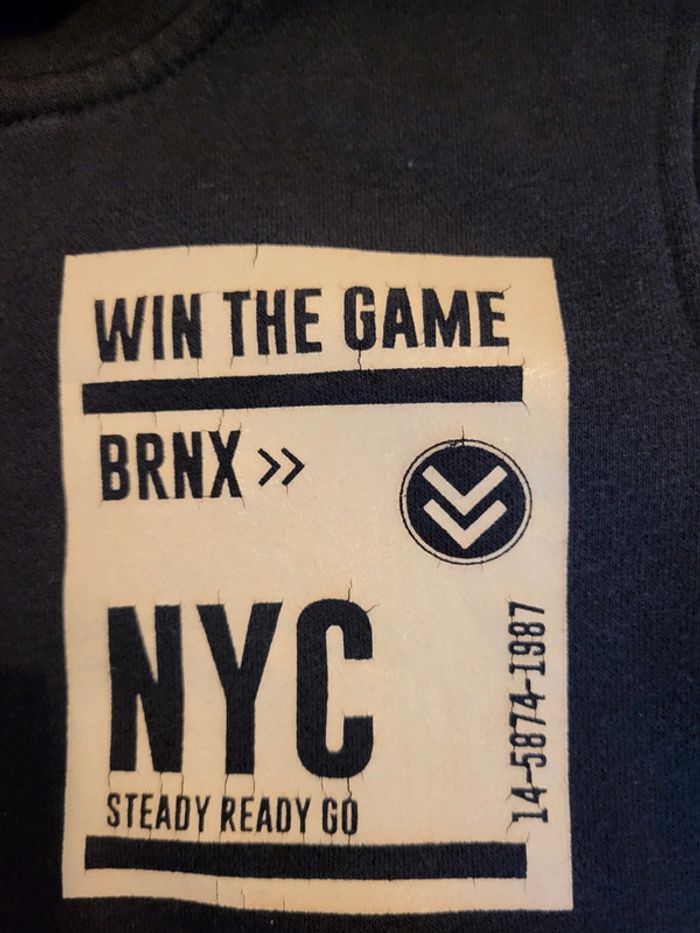 WIN THE GAME
BRNX >>
NYC
STEADY READY GO
14-5874-1987